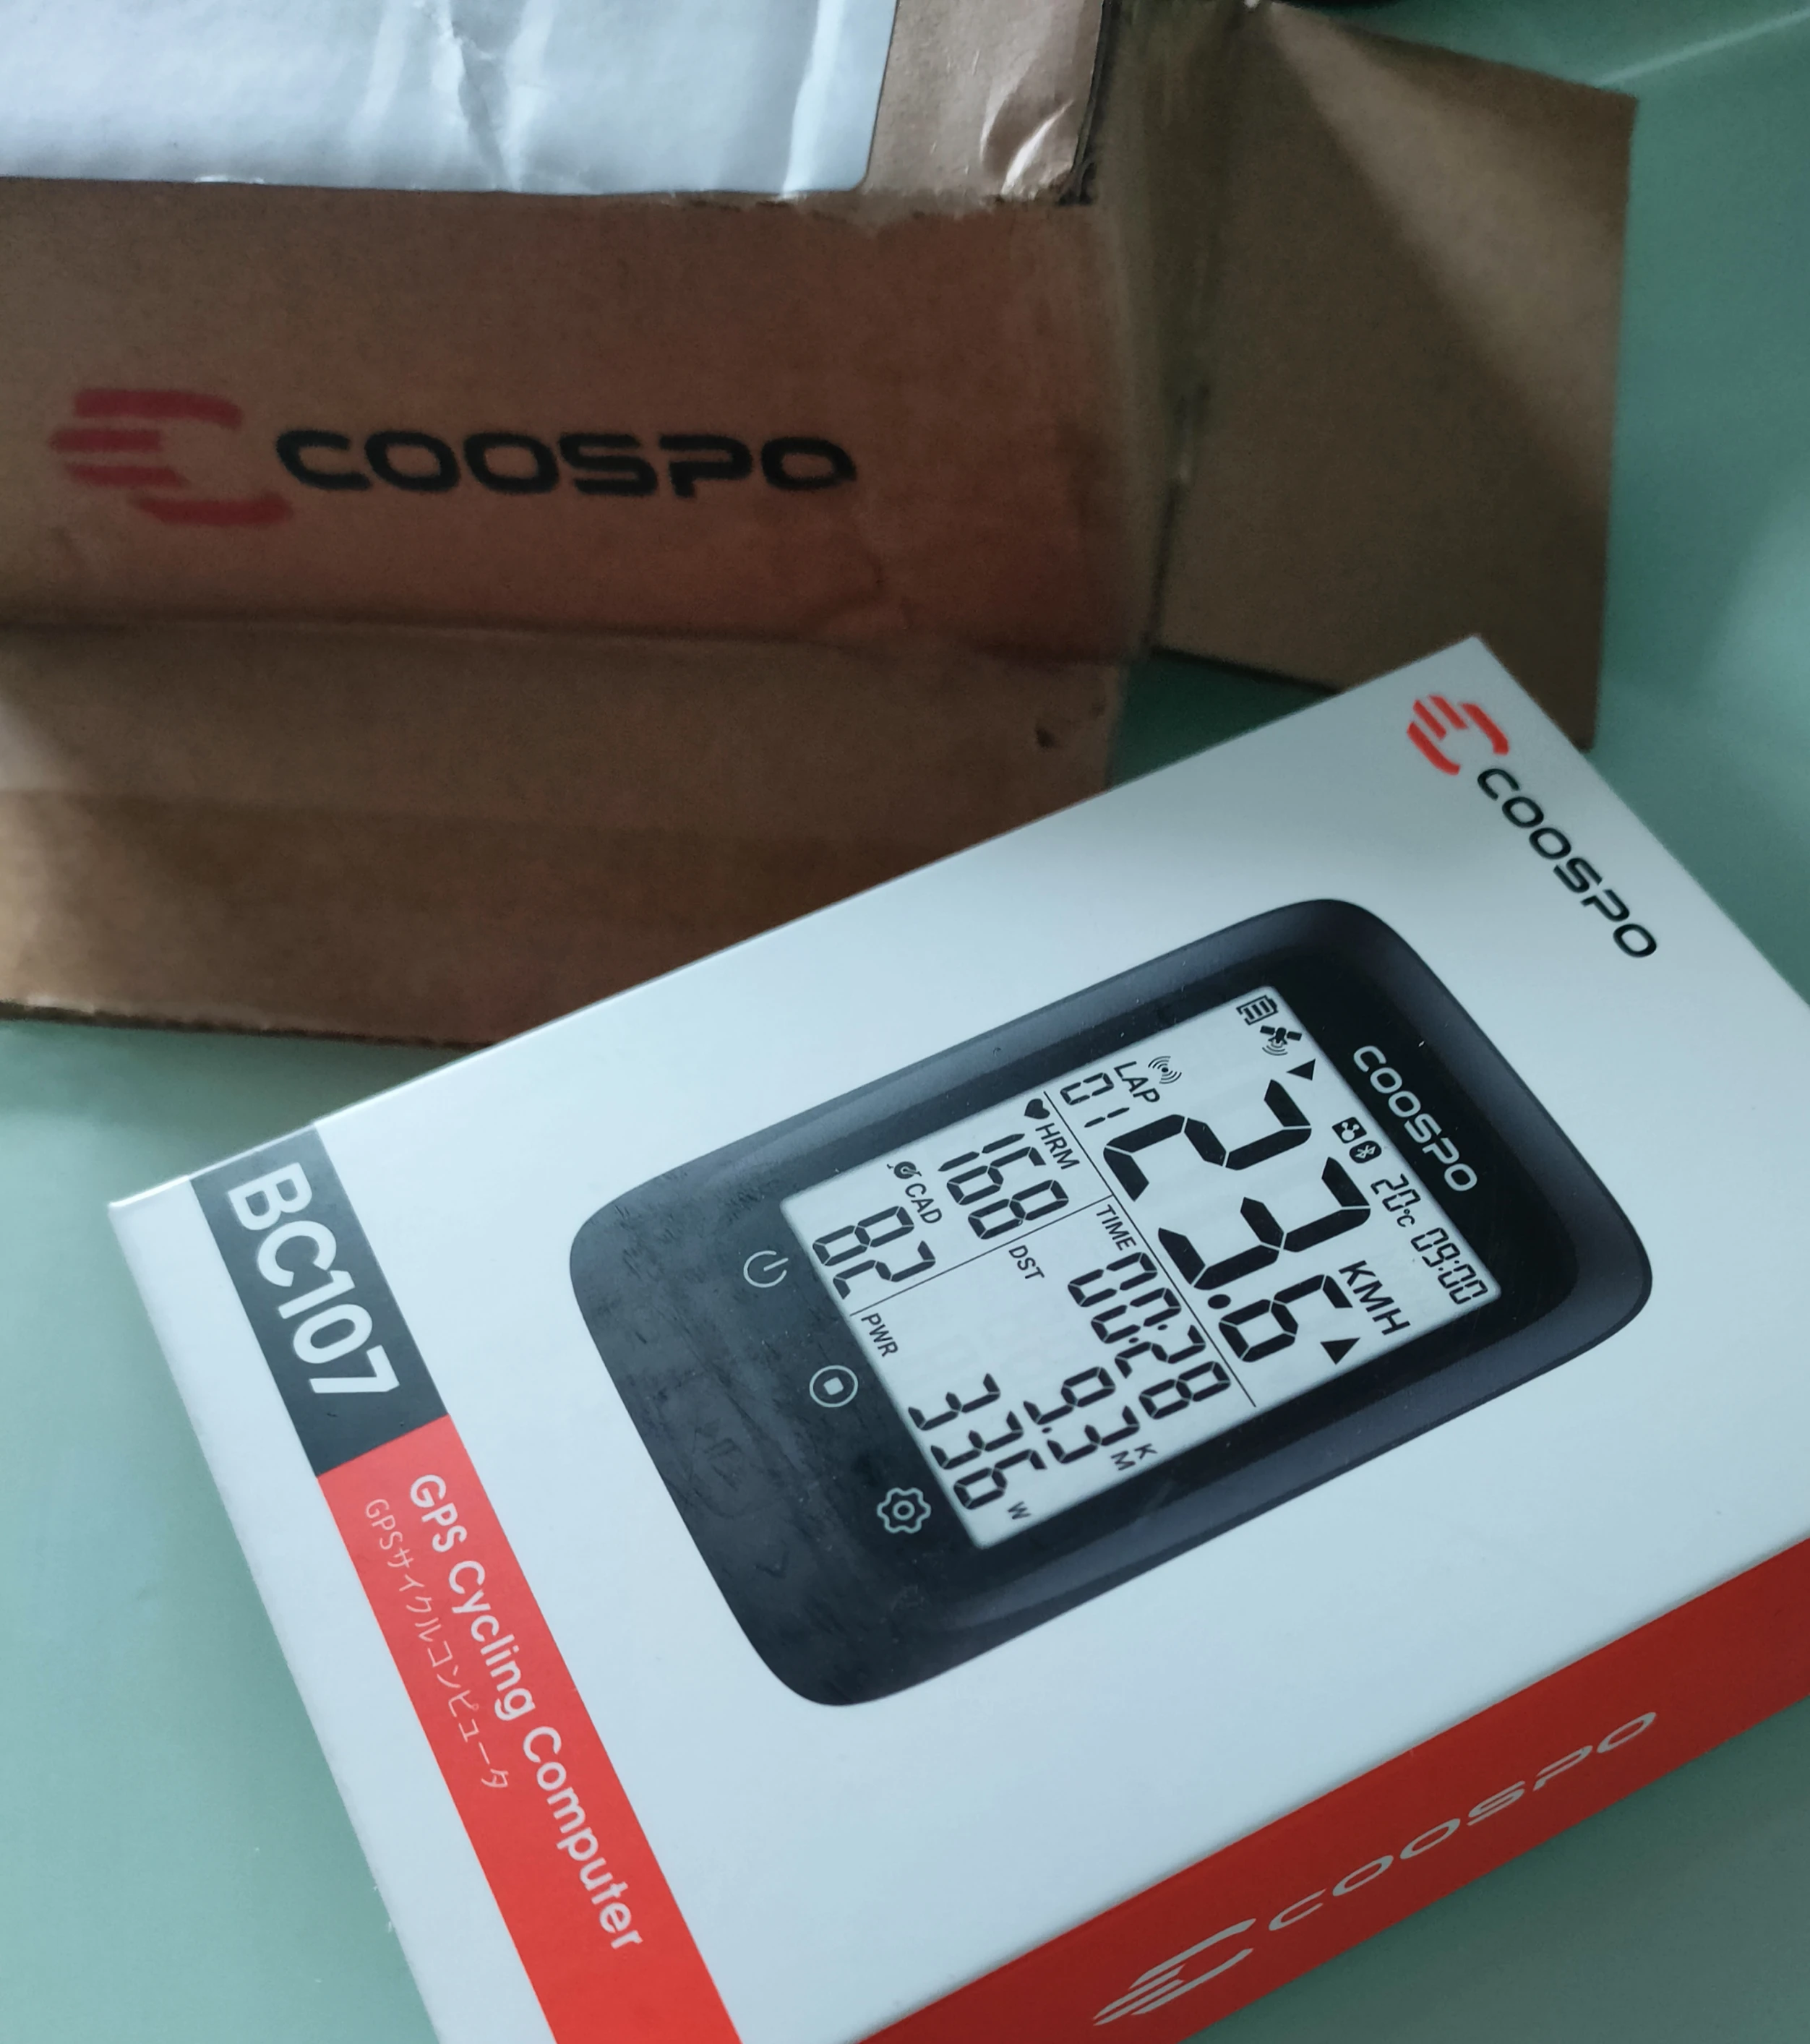 COOSPO
COOSPO
COOSPO
20°C 09:00
KMH
23.6
LAP
01
TIME
00:28
HRM
168
DST
9.93 KM
CAD
82
PWR
336 W
BC107
GPS Cycling Computer
GPSサイクルコンピュータ
COOSPO